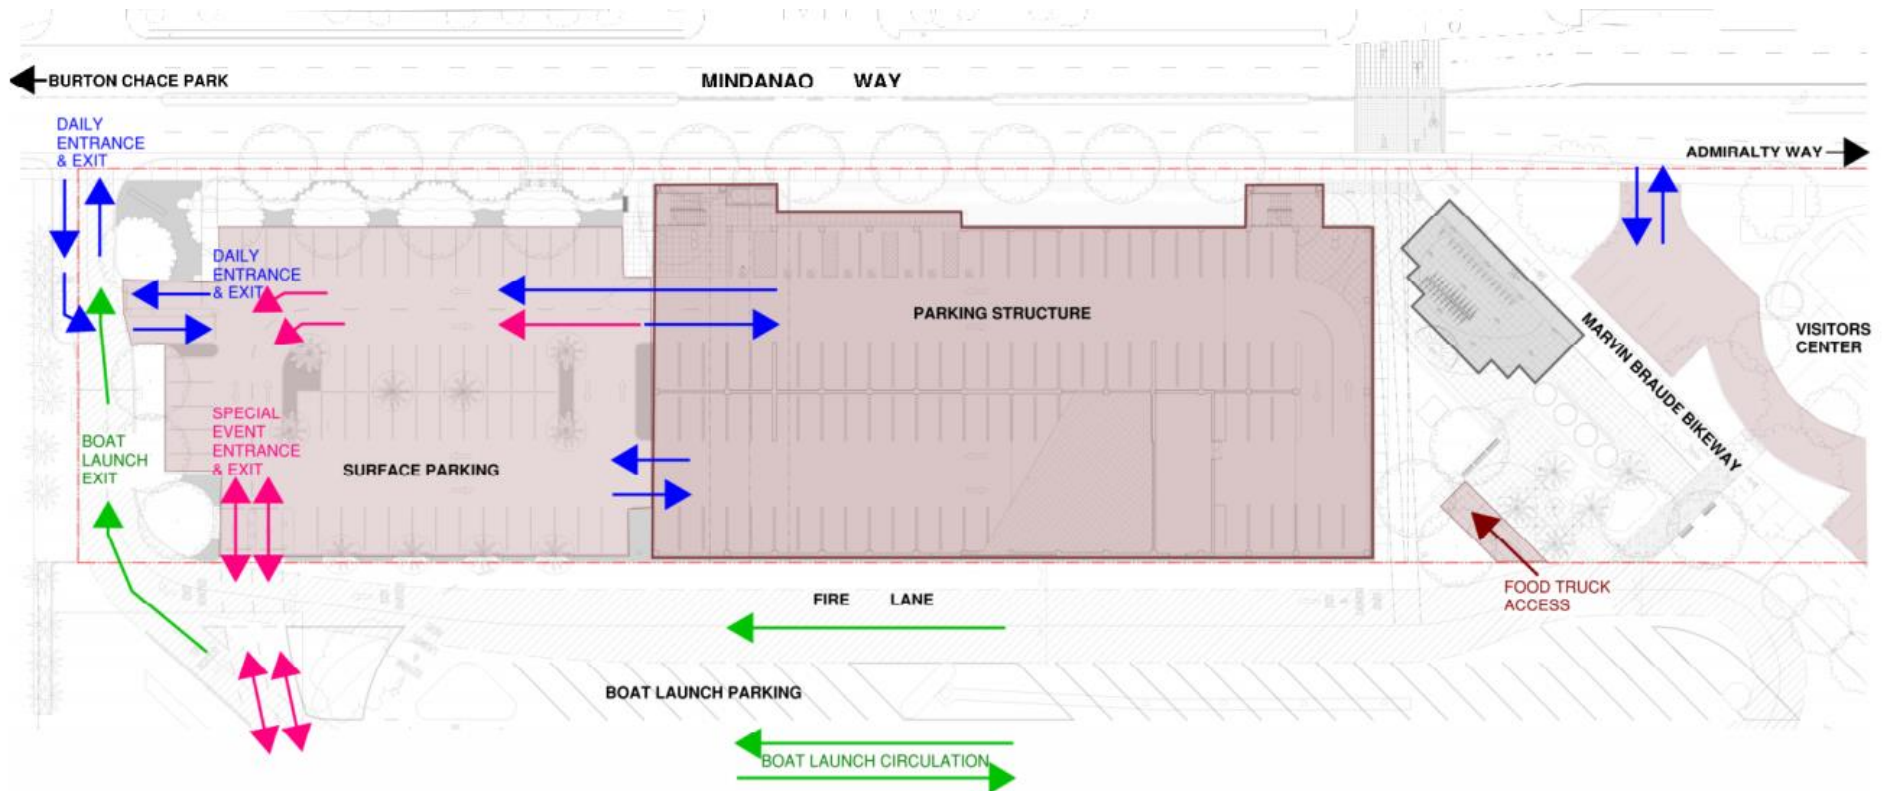 BURTON CHACE PARK
MINDANAO WAY
DAILY
ENTRANCE
& EXIT
ADMIRALTY WAY
DAILY
ENTRANCE
& EXIT
PARKING STRUCTURE
MARVIN BRAUDE BIKEWAY
VISITORS
CENTER
SPECIAL
EVENT
ENTRANCE
& EXIT
BOAT
LAUNCH
EXIT
SURFACE PARKING
FOOD TRUCK
ACCESS
FIRE LANE
BOAT LAUNCH PARKING
BOAT LAUNCH CIRCULATION